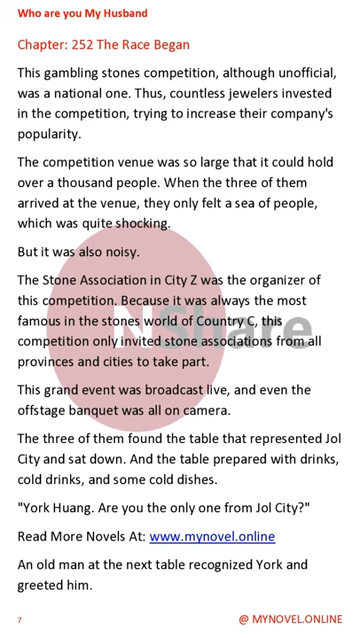 Who are you My Husband
Chapter: 252 The Race Began
This gambling stones competition, although unofficial,
was a national one. Thus, countless jewelers invested
in the competition, trying to increase their company's
popularity.
The competition venue was so large that it could hold
over a thousand people. When the three of them
arrived at the venue, they only felt a sea of people,
which was quite shocking.
But it was also noisy.
The Stone Association in City Z was the organizer of
this competition. Because it was always the most
famous in the stones world of Country C, this
competition only invited stone associations from all
provinces and cities to take part.
This grand event was broadcast live, and even the
offstage banquet was all on camera.
The three of them found the table that represented Jol
City and sat down. And the table prepared with drinks,
cold drinks, and some cold dishes.
"York Huang. Are you the only one from Jol City?"
Read More Novels At: www.mynovel.online
An old man at the next table recognized York and
greeted him.
7 @ MYNOVEL.ONLINE
NShare